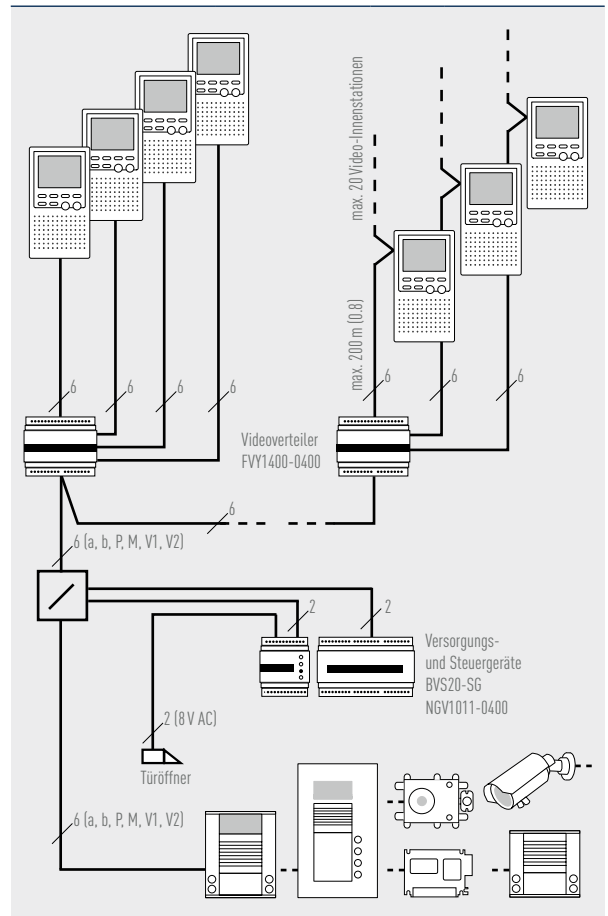 max. 20 Video-Innenstationen
max. 200 m (0.8)
6
6
6
6
6
6
6
Videoverteiler
FVY1400-0400
6
6 (a, b, P, M, V1, V2)
2
2
Versorgungs-
und Steuergeräte
BVS20-SG
NGV1011-0400
2 (8 V AC)
Türöffner
6 (a, b, P, M, V1, V2)